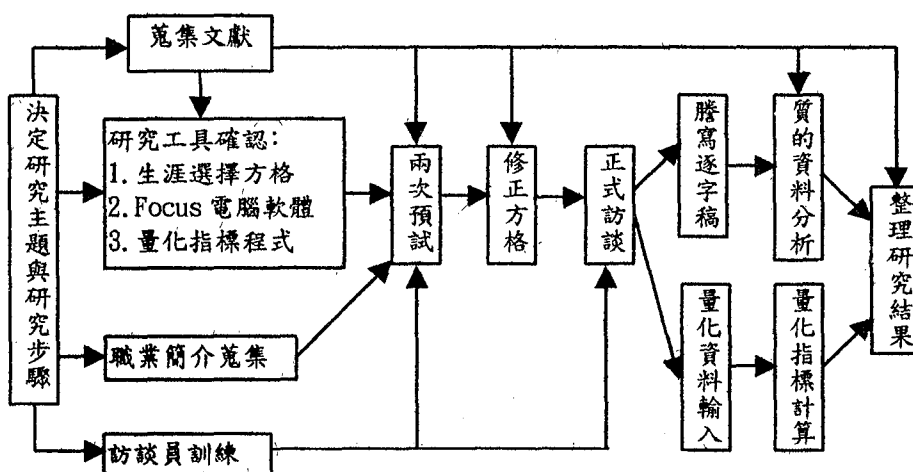 蒐集文獻
決定研究主題與研究步驟
研究工具確認:
1. 生涯選擇方格
2. Focus 電腦軟體
3. 量化指標程式
職業簡介蒐集
訪談員訓練
兩次預試
修正方格
正式訪談
謄寫逐字稿
質的資料分析
量化資料輸入
量化指標計算
整理研究結果